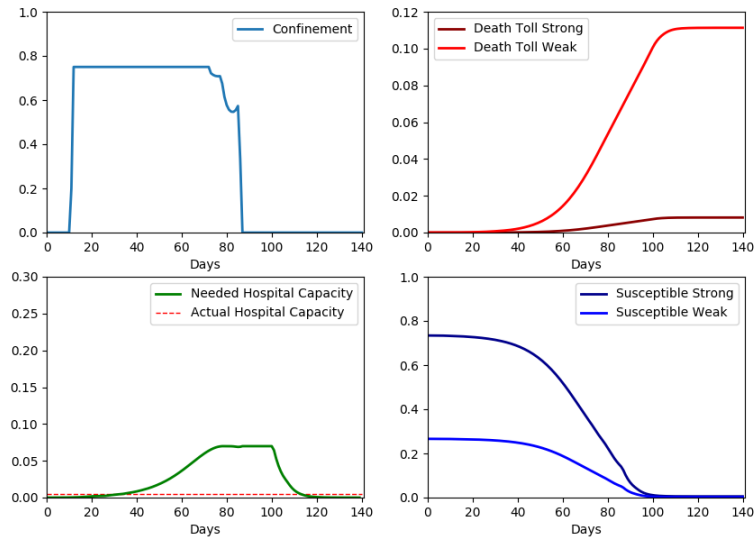 1.0
0.8
0.6
0.4
0.2
0.0
Confinement
0 20 40 60 80 100 120 140
Days
0.12
0.10
0.08
0.06
0.04
0.02
0.00
Death Toll Strong
Death Toll Weak
0 20 40 60 80 100 120 140
Days
0.30
0.25
0.20
0.15
0.10
0.05
0.00
Needed Hospital Capacity
Actual Hospital Capacity
0 20 40 60 80 100 120 140
Days
1.0
0.8
0.6
0.4
0.2
0.0
Susceptible Strong
Susceptible Weak
0 20 40 60 80 100 120 140
Days